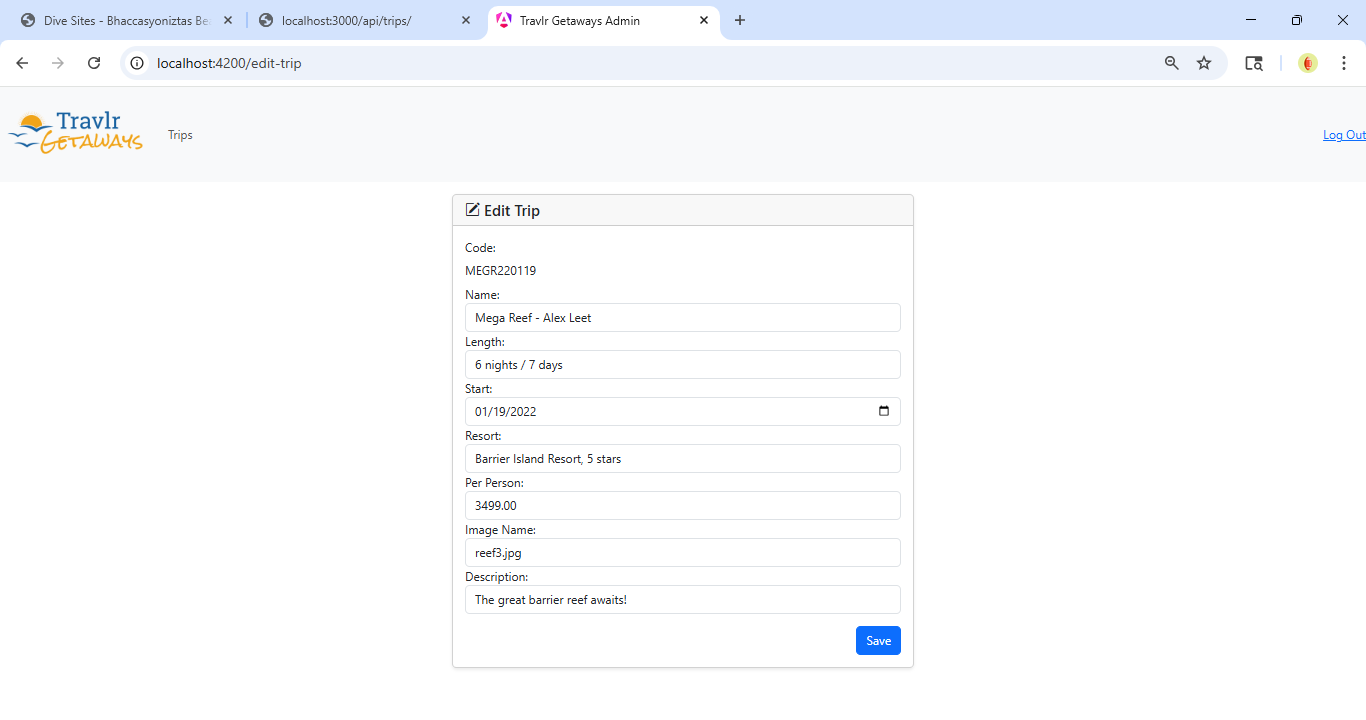 Dive Sites - Bhaccasyoniztas Be
localhost:3000/api/trips/
Travlr Getaways Admin
localhost:4200/edit-trip
Travlr
GETAWAYS
Trips
Log Out
Edit Trip
Code:
MEGR220119
Name:
Mega Reef - Alex Leet
Length:
6 nights / 7 days
Start:
01/19/2022
Resort:
Barrier Island Resort, 5 stars
Per Person:
3499.00
Image Name:
reef3.jpg
Description:
The great barrier reef awaits!
Save